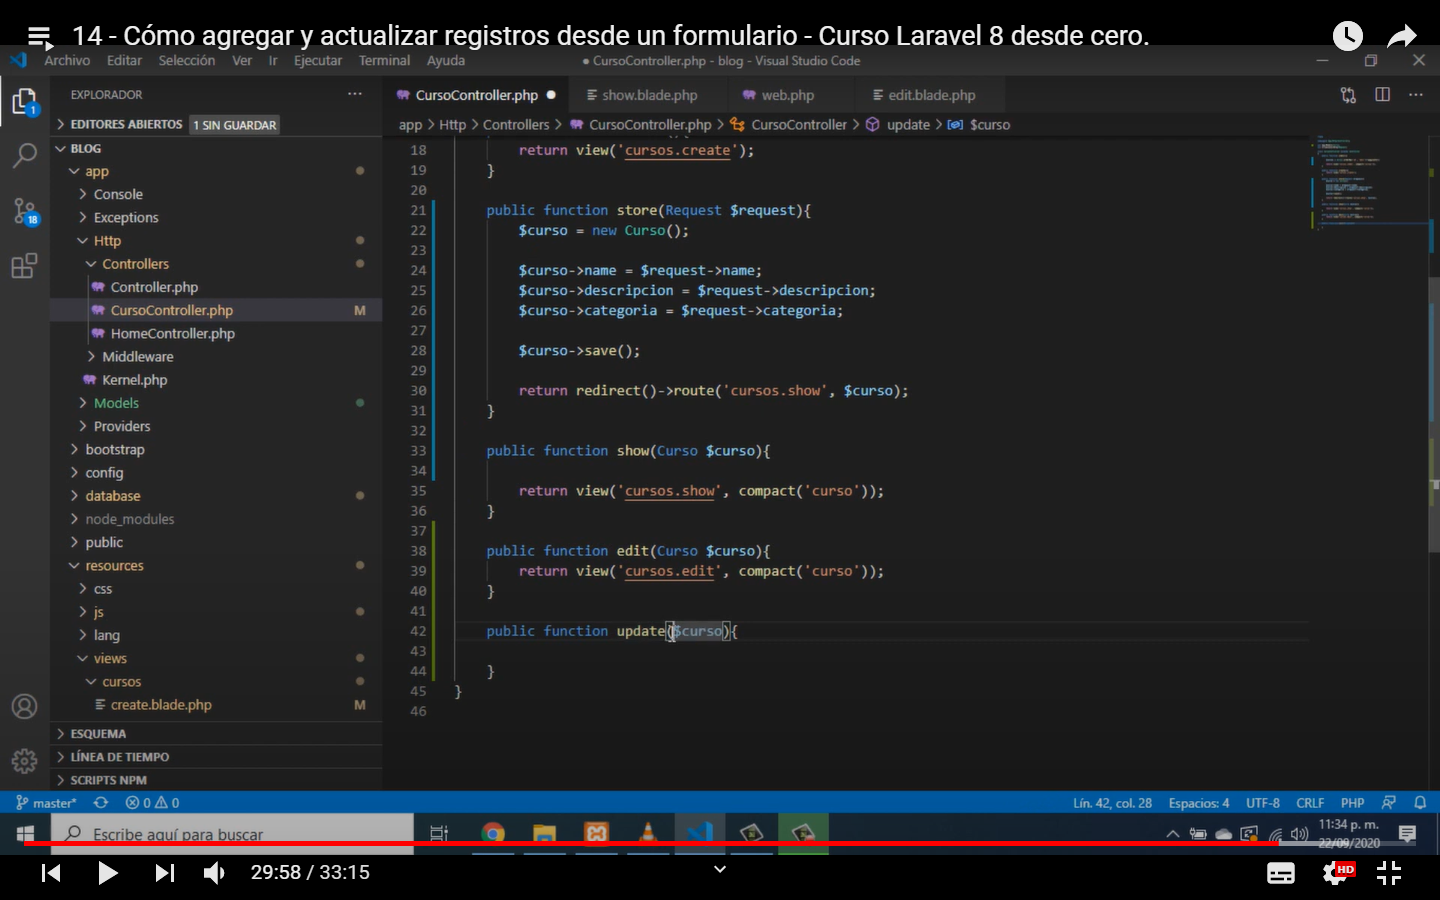 14 - Cómo agregar y actualizar registros desde un formulario - Curso Laravel 8 desde cero.
Archivo Editar Selección Ver Ir Ejecutar Terminal Ayuda
● CursoController.php - blog - Visual Studio Code
EXPLORADOR
EDITORES ABIERTOS 1 SIN GUARDAR
BLOG
app
Console
Exceptions
Http
Controllers
Controller.php
CursoController.php M
HomeController.php
Middleware
Kernel.php
Models
Providers
bootstrap
config
database
node_modules
public
resources
css
js
lang
views
cursos
create.blade.php M
ESQUEMA
LÍNEA DE TIEMPO
SCRIPTS NPM
1
18
CursoController.php ● show.blade.php web.php edit.blade.php
app > Http > Controllers > CursoController.php > CursoController > update > $curso
18 return view('cursos.create');
19 }
20
21 public function store(Request $request){
22 $curso = new Curso();
23
24 $curso->name = $request->name;
25 $curso->descripcion = $request->descripcion;
26 $curso->categoria = $request->categoria;
27
28 $curso->save();
29
30 return redirect()->route('cursos.show', $curso);
31 }
32
33 public function show(Curso $curso){
34
35 return view('cursos.show', compact('curso'));
36 }
37
38 public function edit(Curso $curso){
39 return view('cursos.edit', compact('curso'));
40 }
41
42 public function update($curso){
43
44 }
45 }
46
master* 0 0 Lín. 42, col. 28 Espacios: 4 UTF-8 CRLF PHP
Escribe aquí para buscar
11:34 p. m.
22/09/2020
29:58 / 33:15
HD